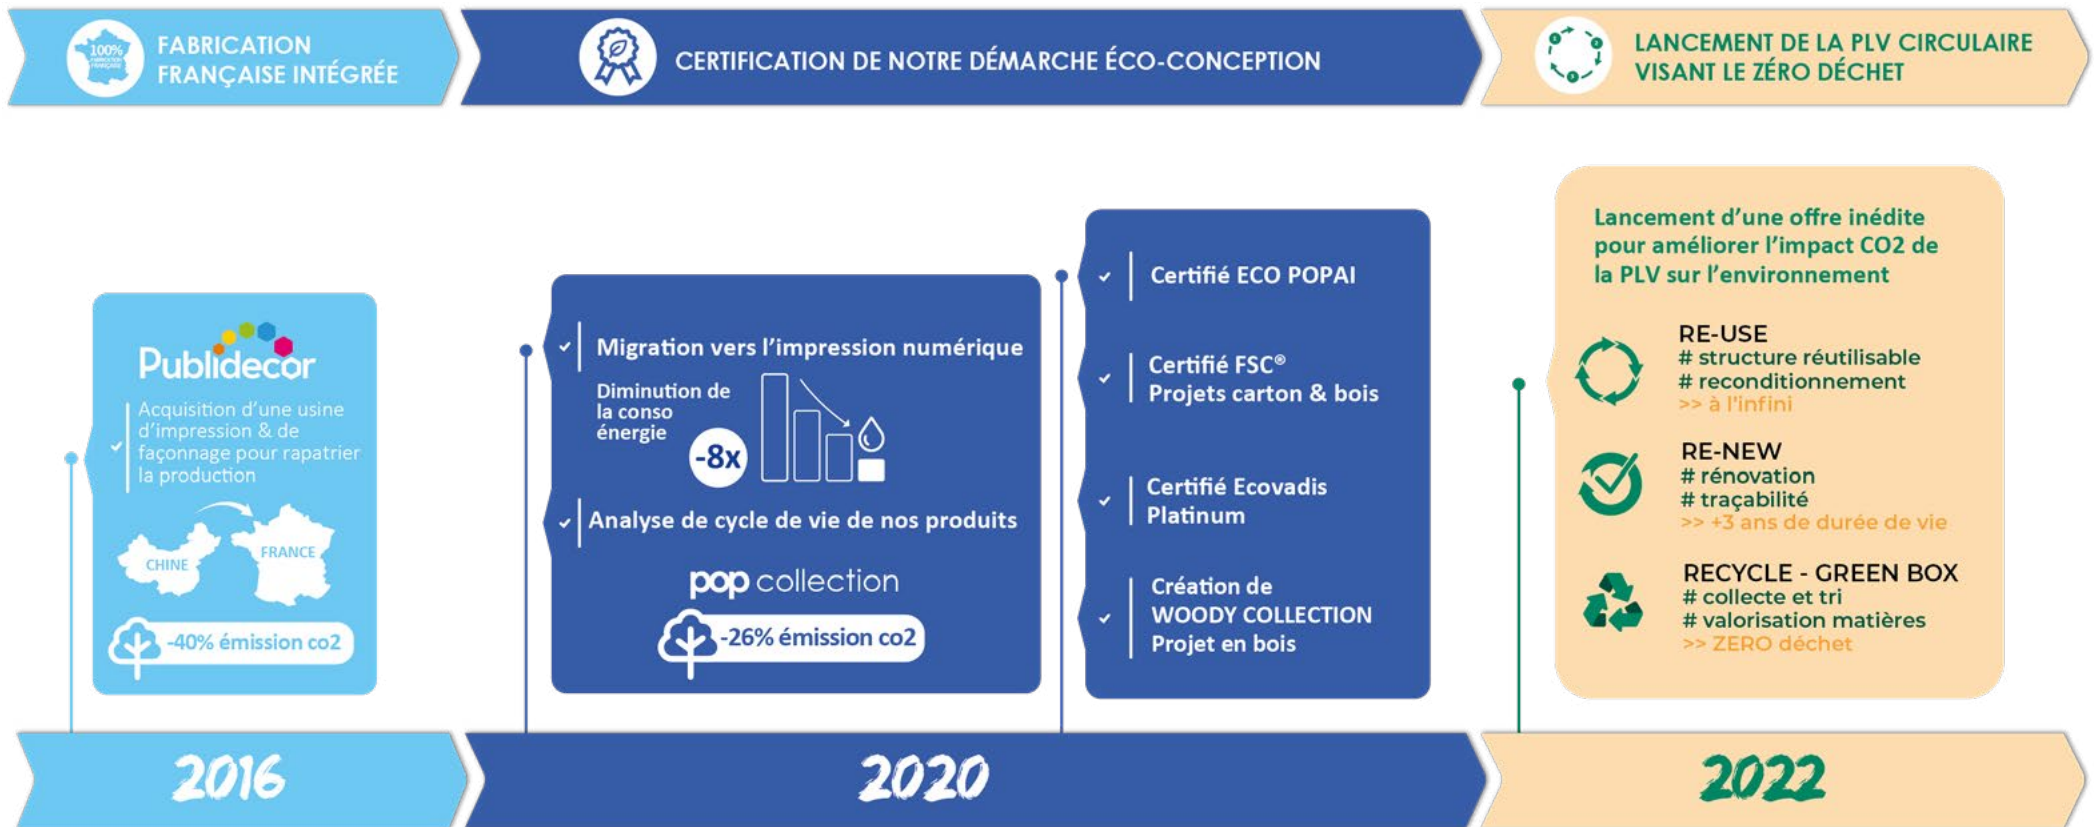 100%
FABRICATION
FRANÇAISE
FABRICATION
FRANÇAISE INTÉGRÉE
CERTIFICATION DE NOTRE DÉMARCHE ÉCO-CONCEPTION
LANCEMENT DE LA PLV CIRCULAIRE
VISANT LE ZÉRO DÉCHET
Publidecor
Acquisition d'une usine
d'impression & de
façonnage pour rapatrier
la production
CHINE
FRANCE
-40% émission co2
Migration vers l'impression numérique
Diminution de
la conso
énergie
-8x
Analyse de cycle de vie de nos produits
pop collection
-26% émission co2
Certifié ECO POPAI
Certifié FSC®
Projets carton & bois
Certifié Ecovadis
Platinum
Création de
WOODY COLLECTION
Projet en bois
Lancement d'une offre inédite
pour améliorer l'impact CO2 de
la PLV sur l'environnement
RE-USE
# structure réutilisable
# reconditionnement
>> à l'infini
RE-NEW
# rénovation
# traçabilité
>> +3 ans de durée de vie
RECYCLE - GREEN BOX
# collecte et tri
# valorisation matières
>> ZERO déchet
2016
2020
2022